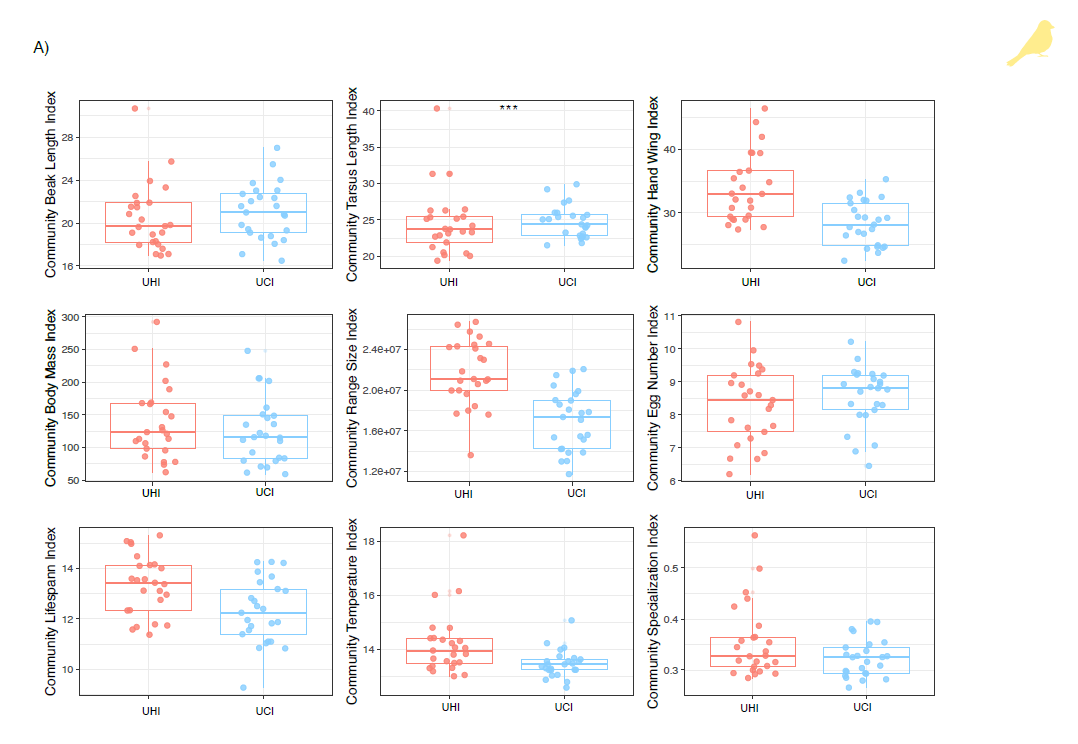 A)
Community Beak Length Index
28
24
20
16
UHI
UCI
Community Tarsus Length Index
40
35
30
25
20
***
UHI
UCI
Community Hand Wing Index
40
30
UHI
UCI
Community Body Mass Index
300
250
200
150
100
50
UHI
UCI
Community Range Size Index
2.4e+07
2.0e+07
1.6e+07
1.2e+07
UHI
UCI
Community Egg Number Index
11
10
9
8
7
6
UHI
UCI
Community Lifespann Index
14
12
10
UHI
UCI
Community Temperature Index
18
16
14
UHI
UCI
Community Specialization Index
0.5
0.4
0.3
UHI
UCI